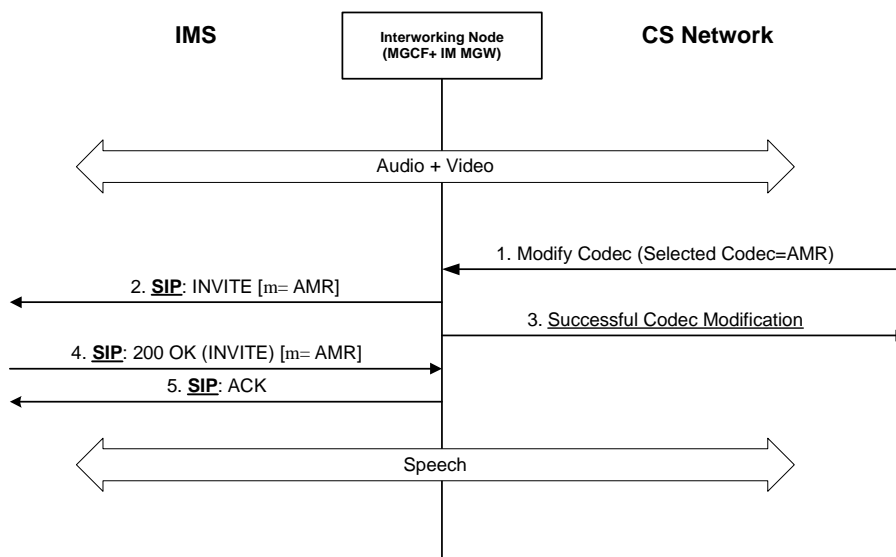 IMS
Interworking Node
(MGCF+ IM MGW)
CS Network
Audio + Video
1. Modify Codec (Selected Codec=AMR)
2. SIP: INVITE [m= AMR]
3. Successful Codec Modification
4. SIP: 200 OK (INVITE) [m= AMR]
5. SIP: ACK
Speech